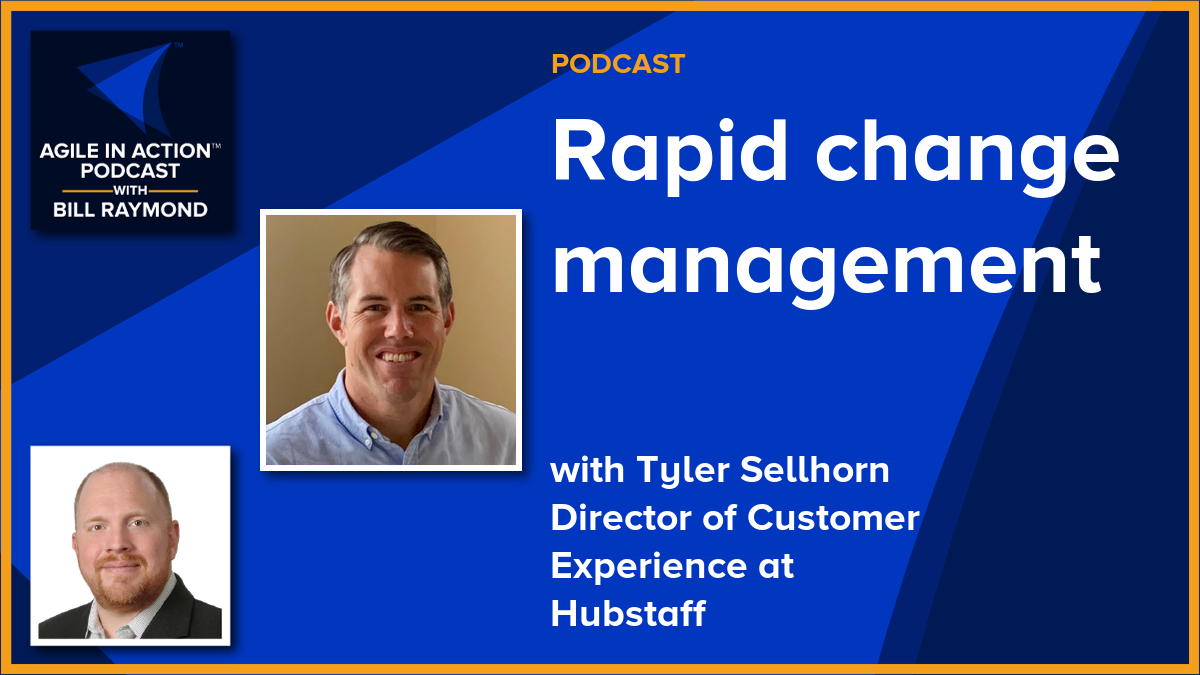 AGILE IN ACTION™
PODCAST
WITH
BILL RAYMOND
PODCAST
Rapid change
management
with Tyler Sellhorn
Director of Customer
Experience at
Hubstaff